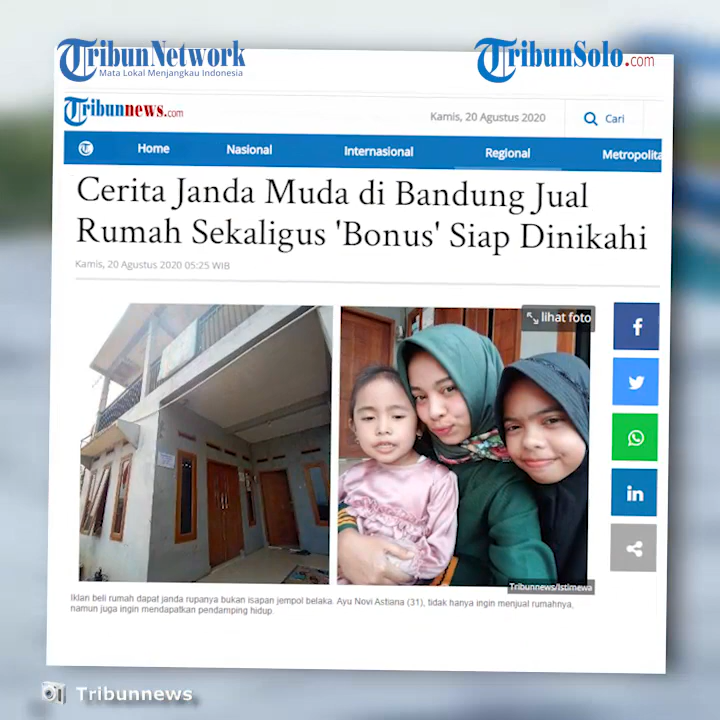 TribunNetwork
Mata Lokal Menjangkau Indonesia
TribunSolo.com
Tribunnews.com
Kamis, 20 Agustus 2020
Cari
Home Nasional Internasional Regional Metropolita
Cerita Janda Muda di Bandung Jual
Rumah Sekaligus 'Bonus' Siap Dinikahi
Kamis, 20 Agustus 2020 05:25 WIB
lihat foto
Tribunnews/Istimewa
Iklan beli rumah dapat janda rupanya bukan isapan jempol belaka. Ayu Novi Astiana (31), tidak hanya ingin menjual rumahnya,
namun juga ingin mendapatkan pendamping hidup.
Tribunnews